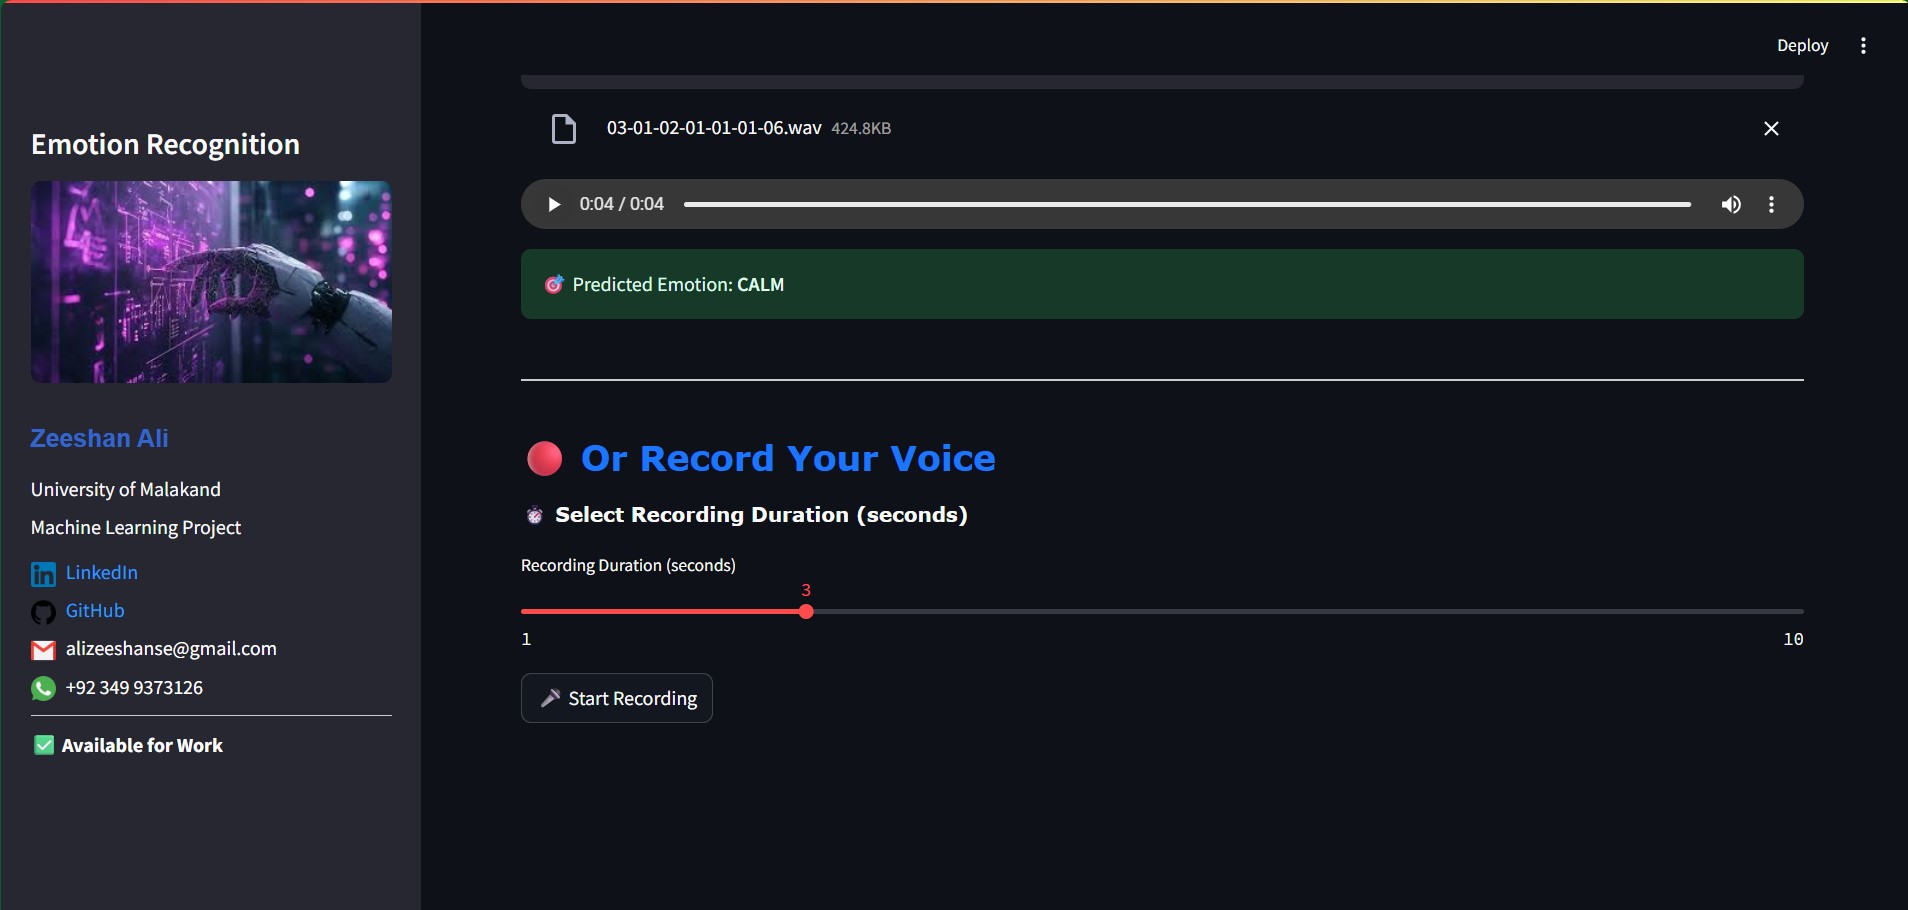 Deploy
Emotion Recognition
Zeeshan Ali
University of Malakand
Machine Learning Project
LinkedIn
GitHub
alizeeshanse@gmail.com
+92 349 9373126
Available for Work
03-01-02-01-01-01-06.wav 424.8KB
0:04 / 0:04
Predicted Emotion: CALM
Or Record Your Voice
Select Recording Duration (seconds)
Recording Duration (seconds)
3
1
10
Start Recording